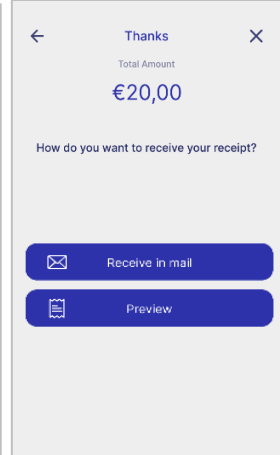 Thanks
Total Amount
€20,00
How do you want to receive your receipt?
Receive in mail
Preview